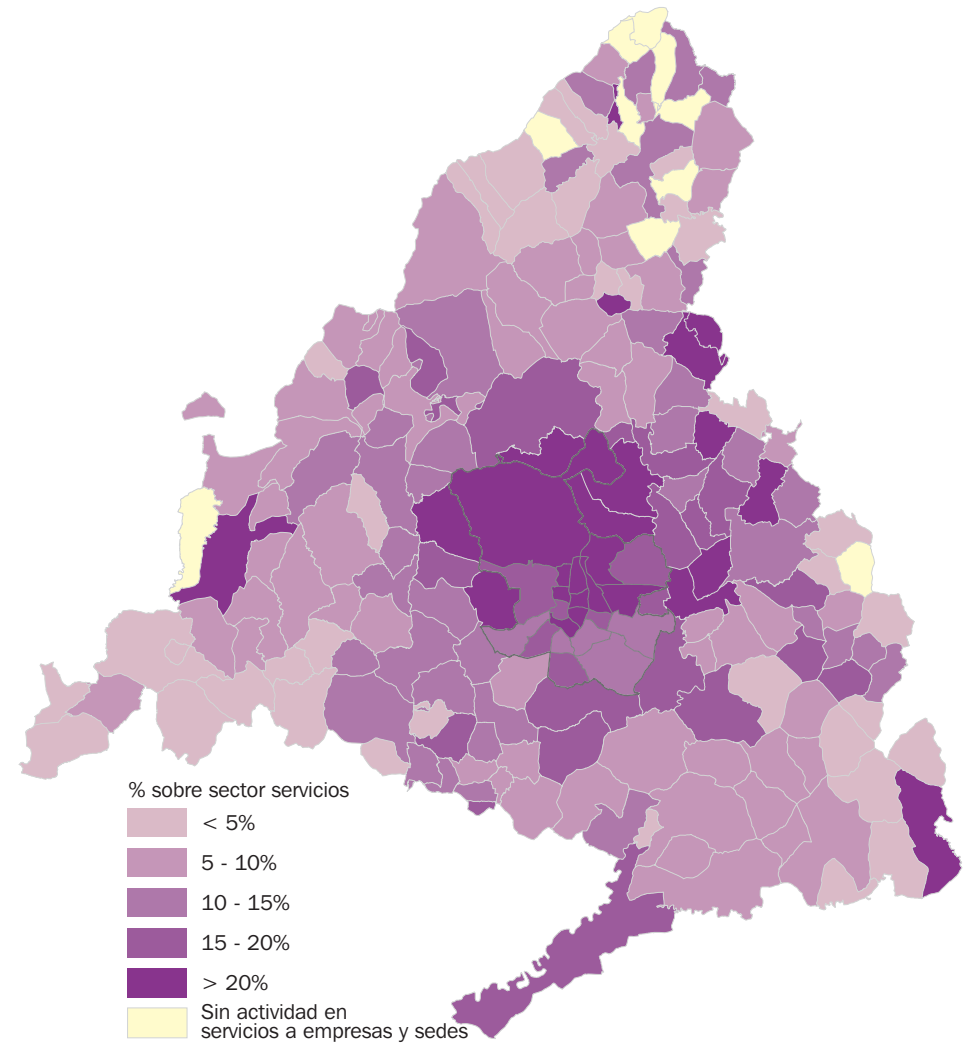 % sobre sector servicios
< 5%
5 - 10%
10 - 15%
15 - 20%
> 20%
Sin actividad en
servicios a empresas y sedes